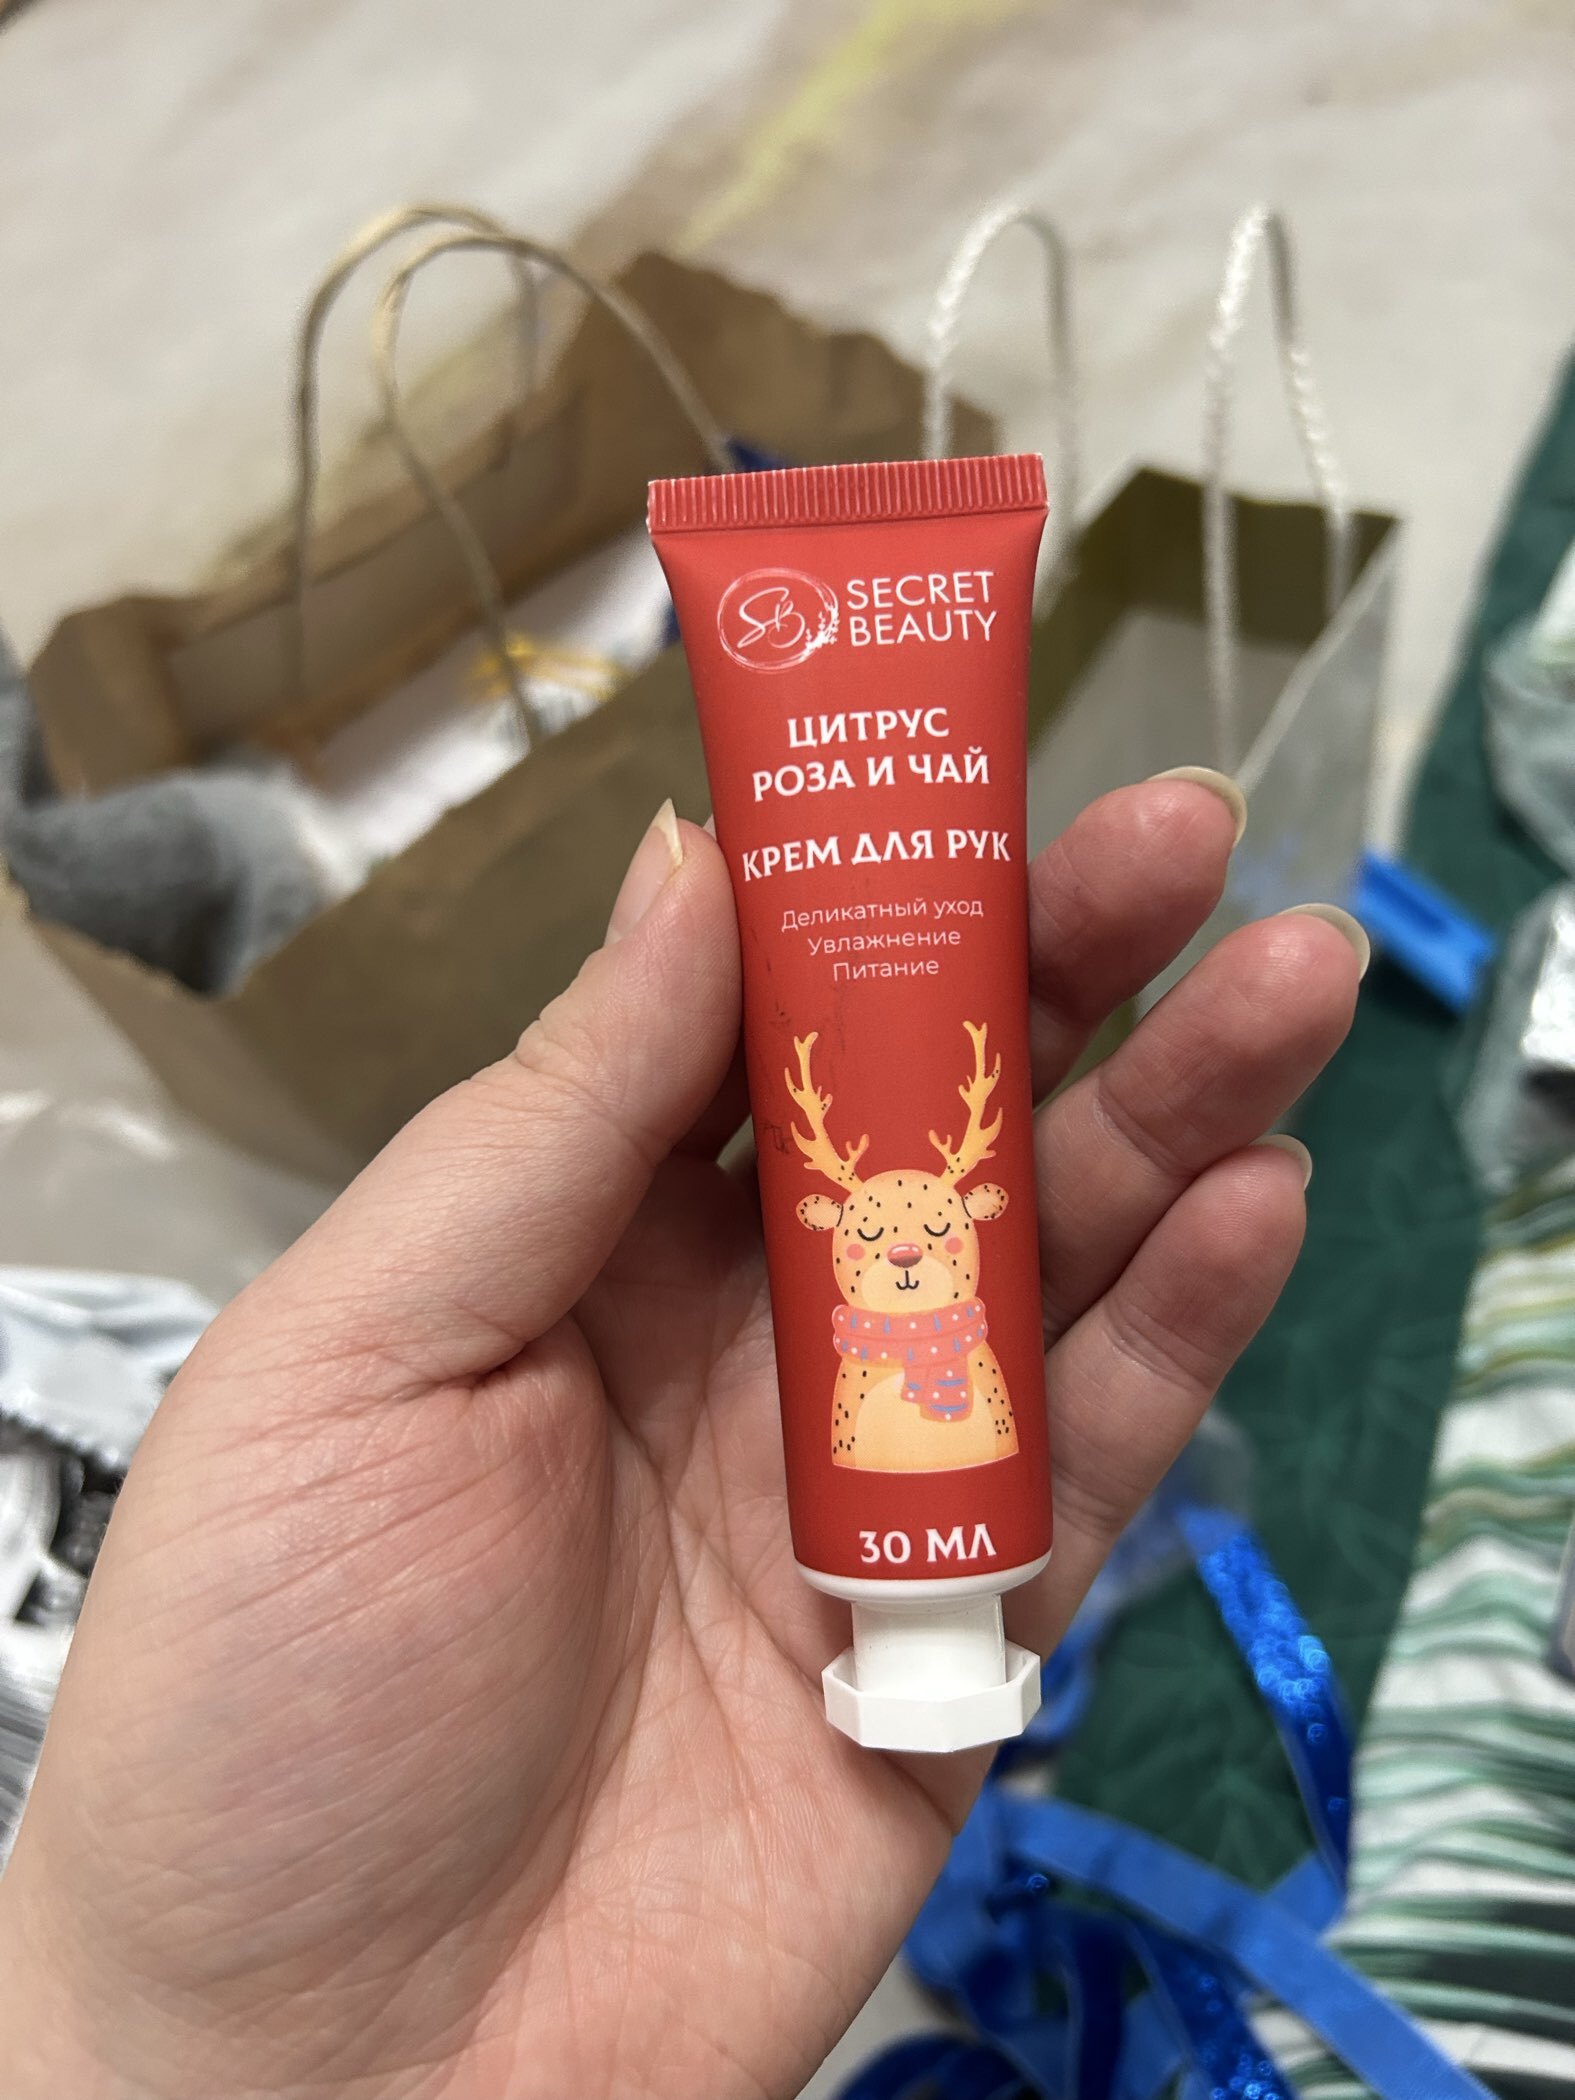 SB
SECRET
BEAUTY
ЦИТРУС
РОЗА И ЧАЙ
КРЕМ ДЛЯ РУК
Деликатный уход
Увлажнение
Питание
30 МЛ